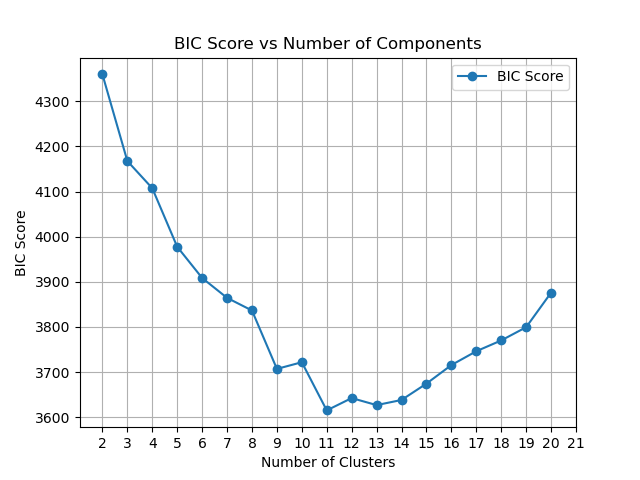 BIC Score vs Number of Components
BIC Score
4300
4200
4100
4000
3900
3800
3700
3600
BIC Score
2 3 4 5 6 7 8 9 10 11 12 13 14 15 16 17 18 19 20 21
Number of Clusters